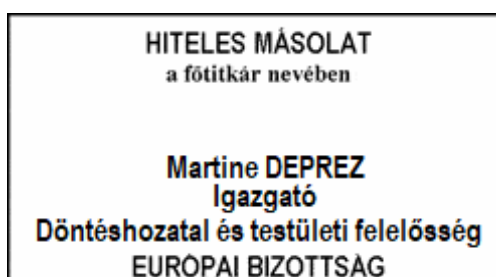 HITELES MÁSOLAT
a főtitkár nevében
Martine DEPREZ
Igazgató
Döntéshozatal és testületi felelősség
EURÓPAI BIZOTTSÁG